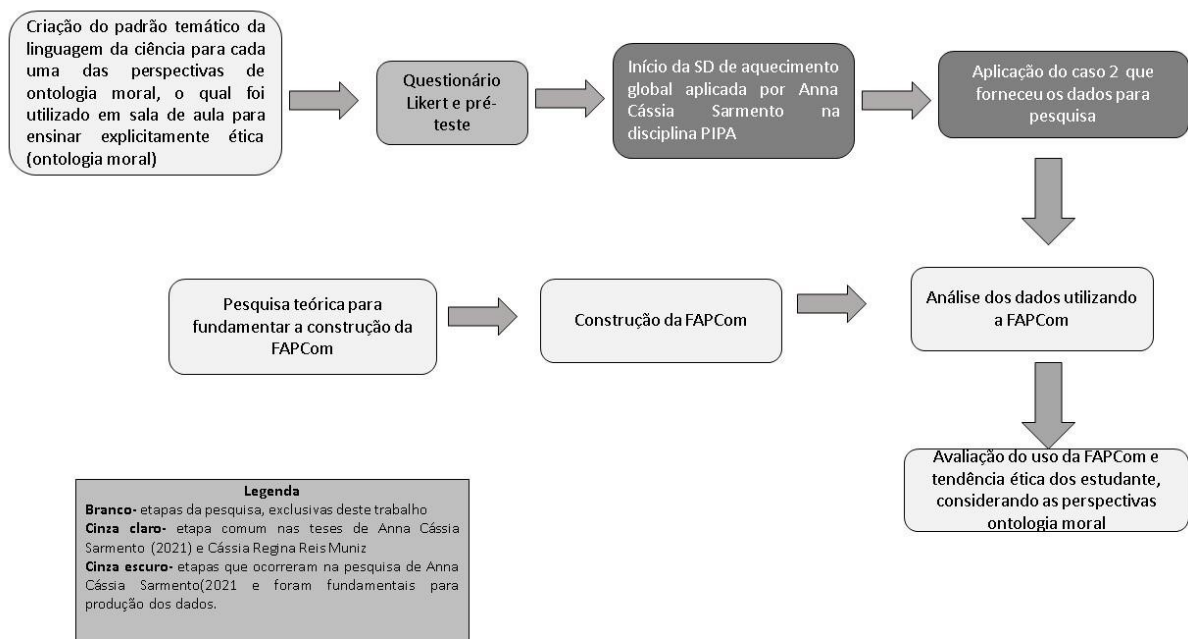 Criação do padrão temático da
linguagem da ciência para cada
uma das perspectivas de
ontologia moral, o qual foi
utilizado em sala de aula para
ensinar explicitamente ética
(ontologia moral)
Questionário
Likert e pré-
teste
Início da SD de aquecimento
global aplicada por Anna
Cássia Sarmento na
disciplina PIPA
Aplicação do caso 2 que
forneceu os dados para
pesquisa
Pesquisa teórica para
fundamentar a construção da
FAPCom
Construção da FAPCom
Análise dos dados utilizando
a FAPCom
Avaliação do uso da FAPCom e
tendência ética dos estudante,
considerando as perspectivas
ontologia moral
Legenda
Branco- etapas da pesquisa, exclusivas deste trabalho
Cinza claro- etapa comum nas teses de Anna Cássia
Sarmento (2021) e Cássia Regina Reis Muniz
Cinza escuro- etapas que ocorreram na pesquisa de Anna
Cássia Sarmento(2021 e foram fundamentais para
produção dos dados.